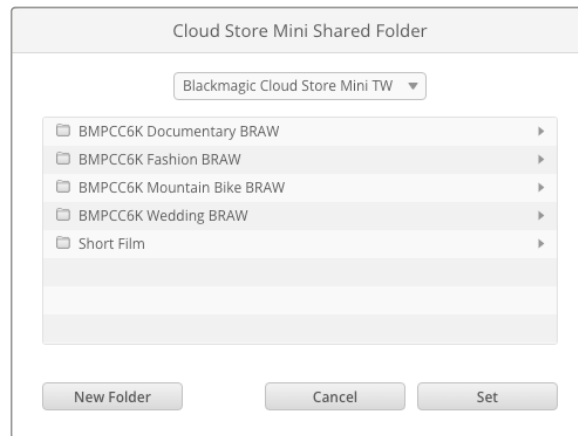 Cloud Store Mini Shared Folder
Blackmagic Cloud Store Mini TW
BMPCC6K Documentary BRAW
BMPCC6K Fashion BRAW
BMPCC6K Mountain Bike BRAW
BMPCC6K Wedding BRAW
Short Film
New Folder Cancel Set